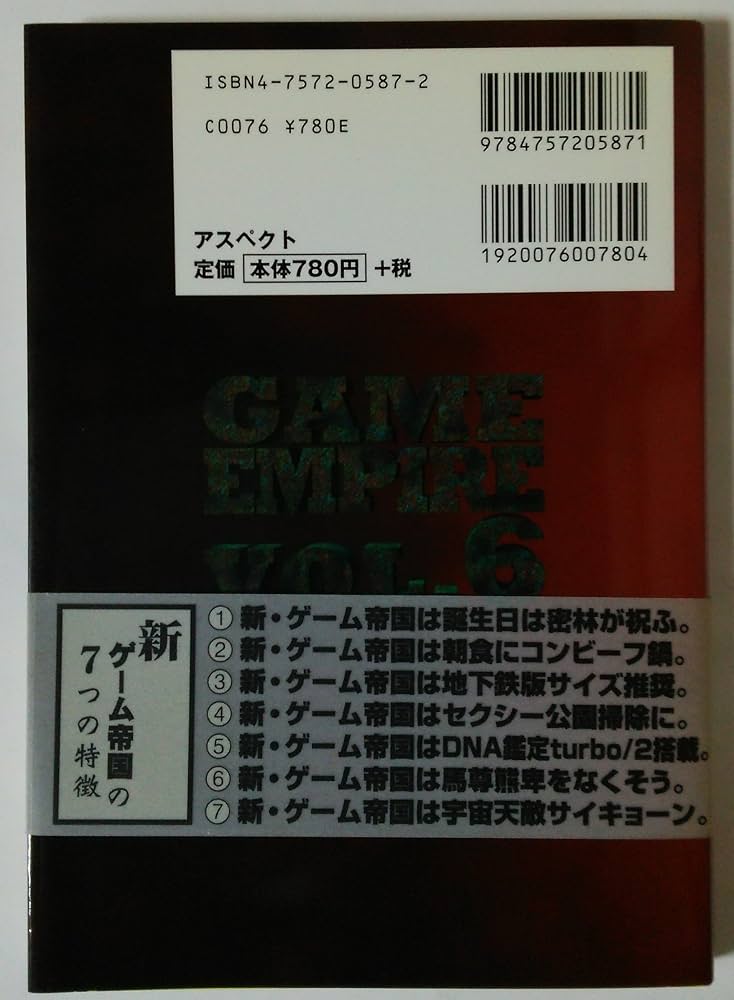 ISBN4-7572-0587-2
C0076 ¥780E
9784757205871
1920076007804
アスペクト
定価 本体780円 +税
GAME
EMPIRE
VOL.6
新
ゲーム帝国の
7つの特徴
① 新・ゲーム帝国は誕生日は密林が祝ふ。
② 新・ゲーム帝国は朝食にコンビーフ鍋。
③ 新・ゲーム帝国は地下鉄版サイズ推奨。
④ 新・ゲーム帝国はセクシー公園掃除に。
⑤ 新・ゲーム帝国はDNA鑑定turbo/2搭載。
⑥ 新・ゲーム帝国は馬尊熊卑をなくそう。
⑦ 新・ゲーム帝国は宇宙天敵サイキョーン。